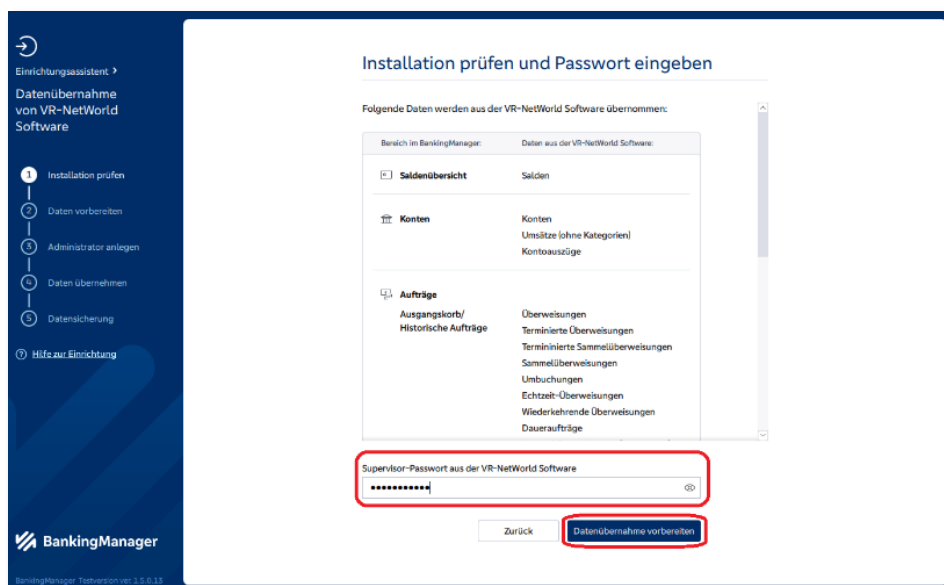 Einrichtungsassistent >
Datenübernahme
von VR-NetWorld
Software
1 Installation prüfen
2 Daten vorbereiten
3 Administrator anlegen
4 Daten übernehmen
5 Datensicherung
? Hilfe zur Einrichtung
BankingManager
BankingManager Testversion ver 1.5.0.13
Installation prüfen und Passwort eingeben
Folgende Daten werden aus der VR-NetWorld Software übernommen:
Bereich im BankingManager: Daten aus der VR-NetWorld Software:
Saldenübersicht Salden
Konten Konten
Umsätze (ohne Kategorien)
Kontoauszüge
Aufträge
Ausgangskorb/ Überweisungen
Historische Aufträge Terminierte Überweisungen
Termininierte Sammelüberweisungen
Sammelüberweisungen
Umbuchungen
Echtzeit-Überweisungen
Wiederkehrende Überweisungen
Daueraufträge
Supervisor-Passwort aus der VR-NetWorld Software
•••••••••••
Zurück Datenübernahme vorbereiten